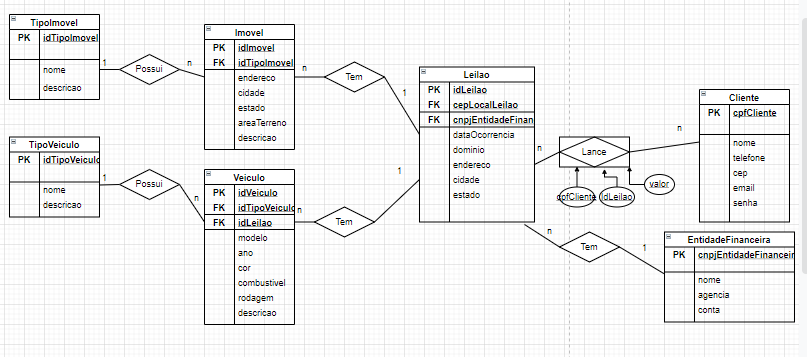 TipoImovel
PK idTipoImovel
nome
descricao
1
Possui
n
Imovel
PK idImovel
FK idTipoImovel
endereco
cidade
estado
areaTerreno
descricao
n
Tem
1
TipoVeiculo
PK idTipoVeiculo
nome
descricao
1
Possui
n
Veiculo
PK idVeiculo
FK idTipoVeiculo
FK idLeilao
modelo
ano
cor
combustivel
rodagem
descricao
n
Tem
1
Leilao
PK idLeilao
FK cepLocalLeilao
FK cnpjEntidadeFinan
dataOcorrencia
dominio
endereco
cidade
estado
n
Lance
n
cpfCliente
idLeilao
valor
Cliente
PK cpfCliente
nome
telefone
cep
email
senha
n
Tem
1
EntidadeFinanceira
PK cnpjEntidadeFinanceir
nome
agencia
conta